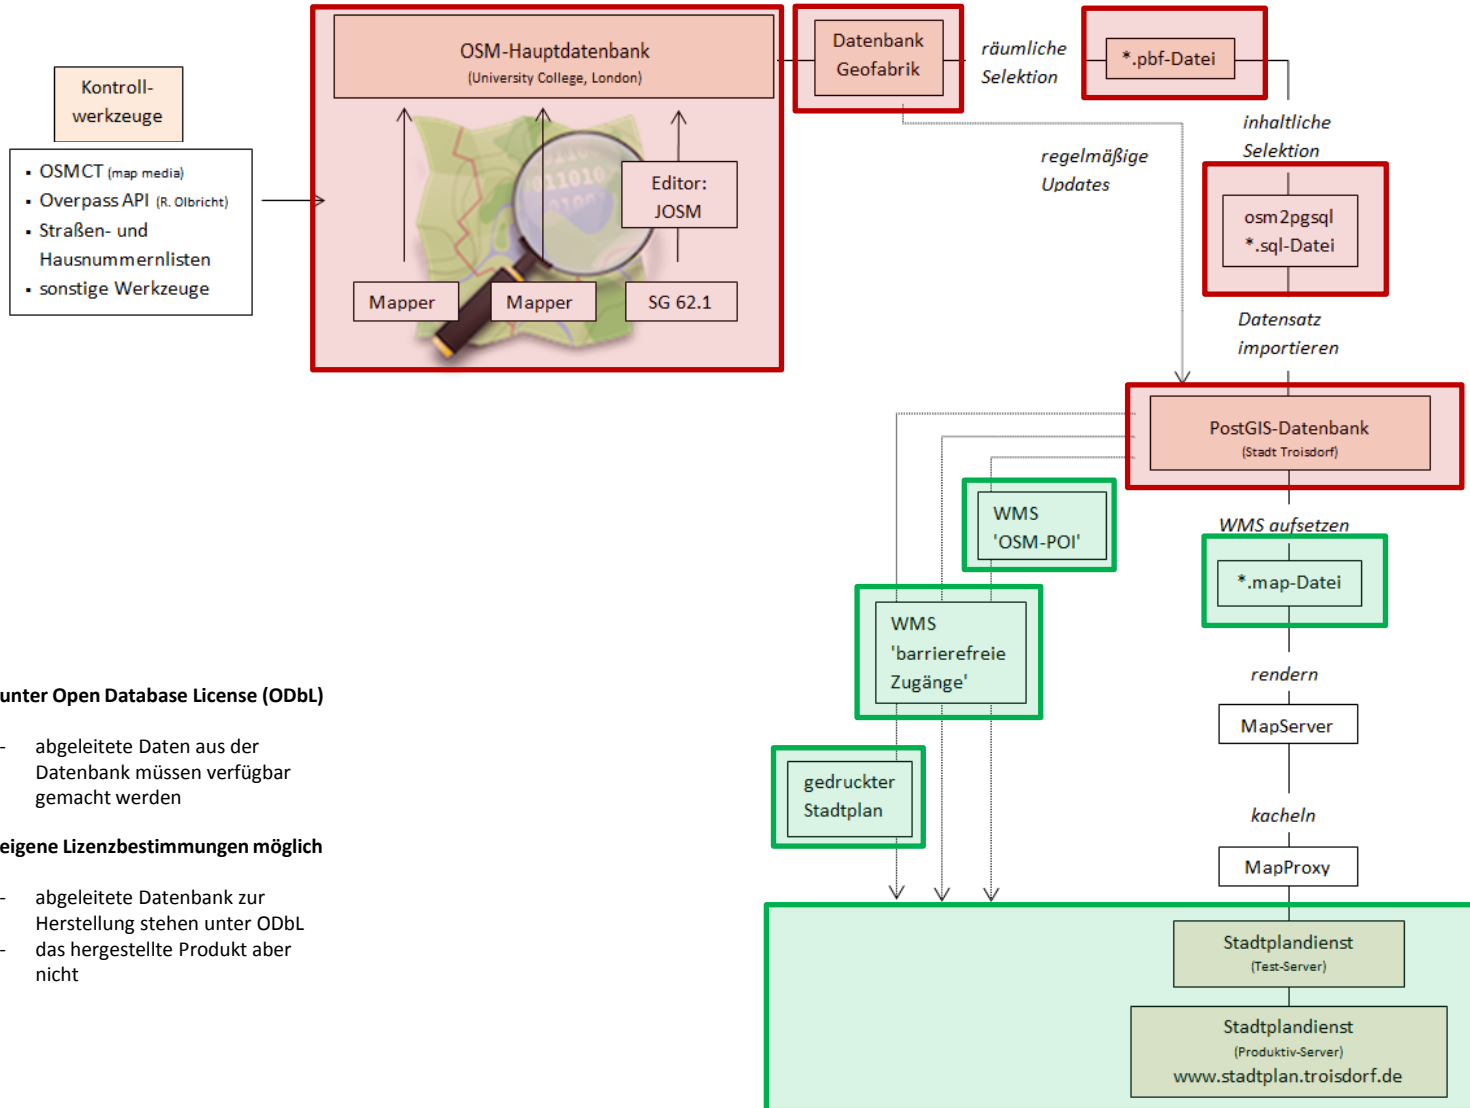 OSM-Hauptdatenbank
(University College, London)
Datenbank
Geofabrik
räumliche
Selektion
*.pbf-Datei
Kontroll-
werkzeuge
▪ OSMCT (map media)
▪ Overpass API (R. Olbricht)
▪ Straßen- und
Hausnummernlisten
▪ sonstige Werkzeuge
Editor:
JOSM
Mapper
Mapper
SG 62.1
regelmäßige
Updates
inhaltliche
Selektion
osm2pgsql
*.sql-Datei
Datensatz
importieren
PostGIS-Datenbank
(Stadt Troisdorf)
WMS
'OSM-POI'
WMS aufsetzen
*.map-Datei
WMS
'barrierefreie
Zugänge'
rendern
MapServer
gedruckter
Stadtplan
kacheln
MapProxy
Stadtplandienst
(Test-Server)
Stadtplandienst
(Produktiv-Server)
www.stadtplan.troisdorf.de
unter Open Database License (ODbL)
- abgeleitete Daten aus der
Datenbank müssen verfügbar
gemacht werden
eigene Lizenzbestimmungen möglich
- abgeleitete Datenbank zur
Herstellung stehen unter ODbL
- das hergestellte Produkt aber
nicht